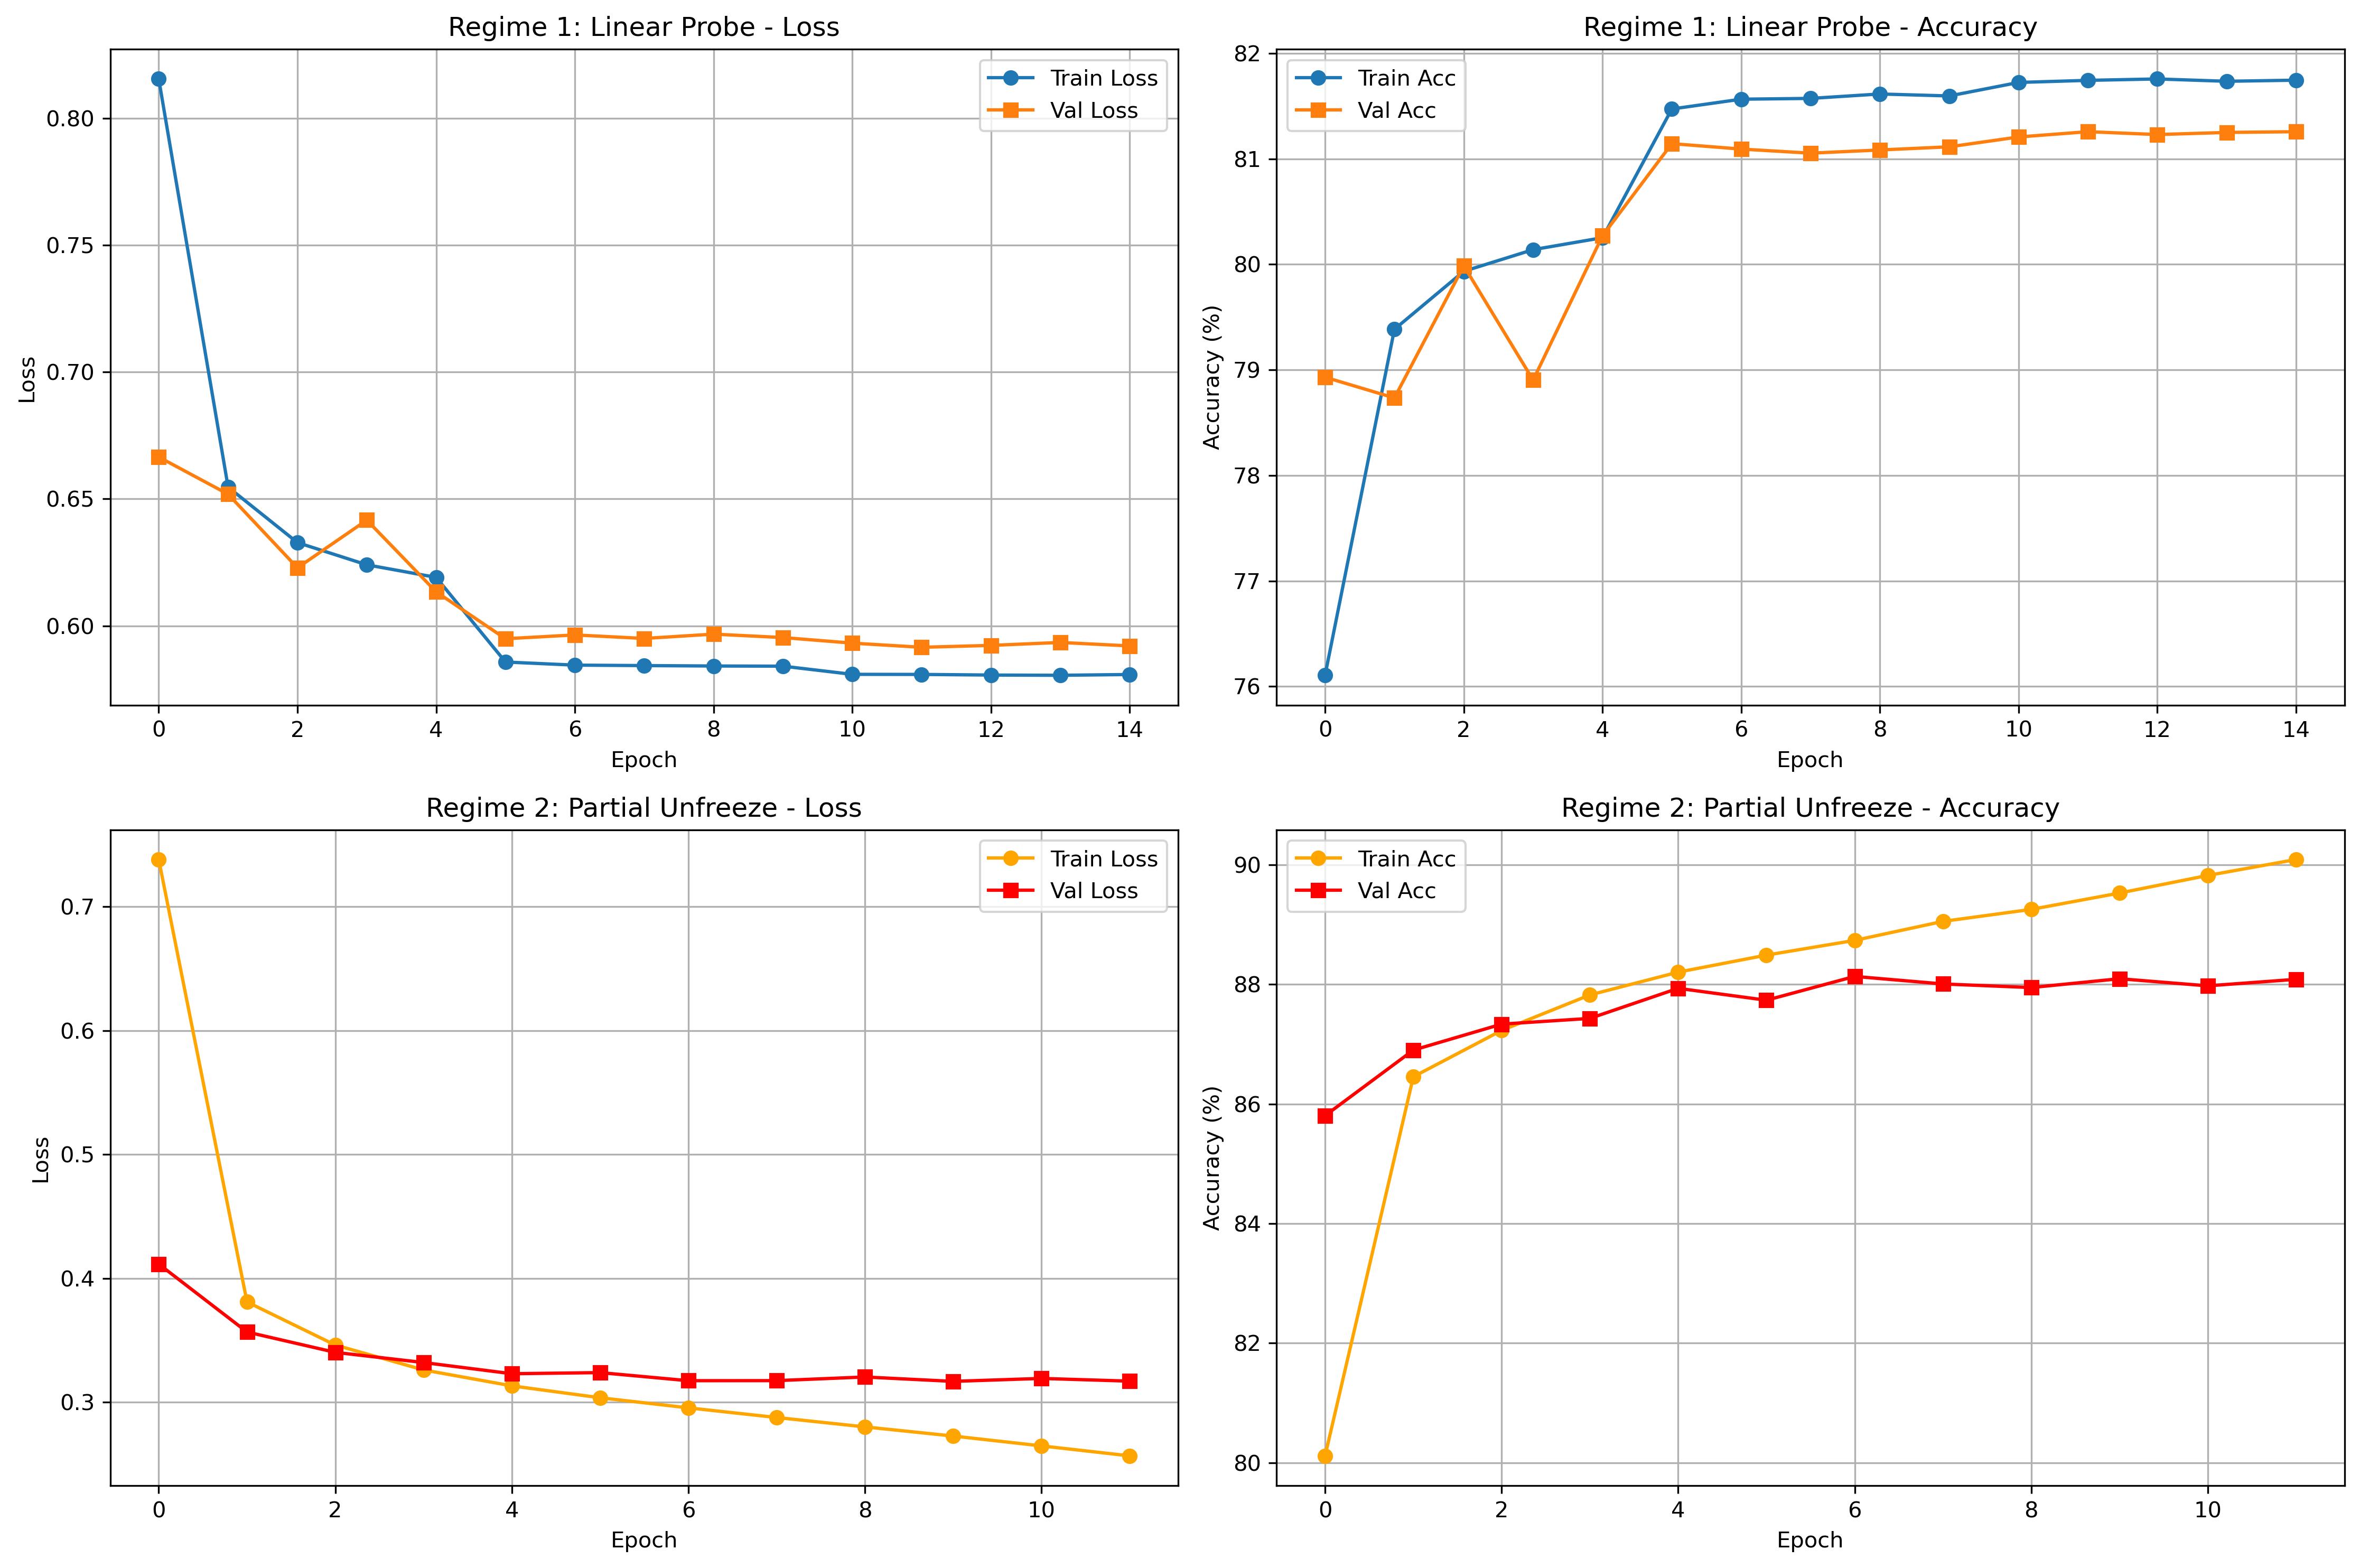 Regime 1: Linear Probe - Loss
Train Loss
Val Loss
0.80
0.75
0.70
0.65
0.60
Loss
0 2 4 6 8 10 12 14
Epoch
Regime 1: Linear Probe - Accuracy
Train Acc
Val Acc
82
81
80
79
78
77
76
Accuracy (%)
0 2 4 6 8 10 12 14
Epoch
Regime 2: Partial Unfreeze - Loss
Train Loss
Val Loss
0.7
0.6
0.5
0.4
0.3
Loss
0 2 4 6 8 10
Epoch
Regime 2: Partial Unfreeze - Accuracy
Train Acc
Val Acc
90
88
86
84
82
80
Accuracy (%)
0 2 4 6 8 10
Epoch